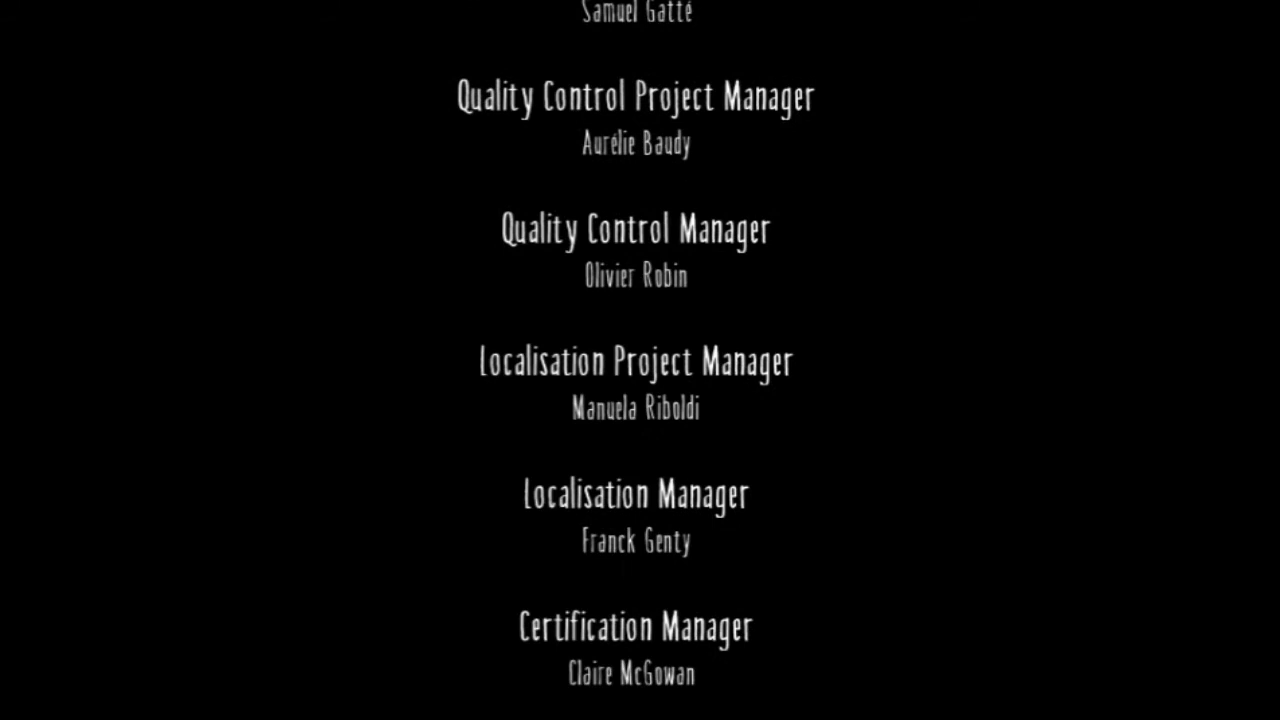 Samuel Gatté
Quality Control Project Manager
Aurélie Baudy
Quality Control Manager
Olivier Robin
Localisation Project Manager
Manuela Riboldi
Localisation Manager
Franck Genty
Certification Manager
Claire McGowan